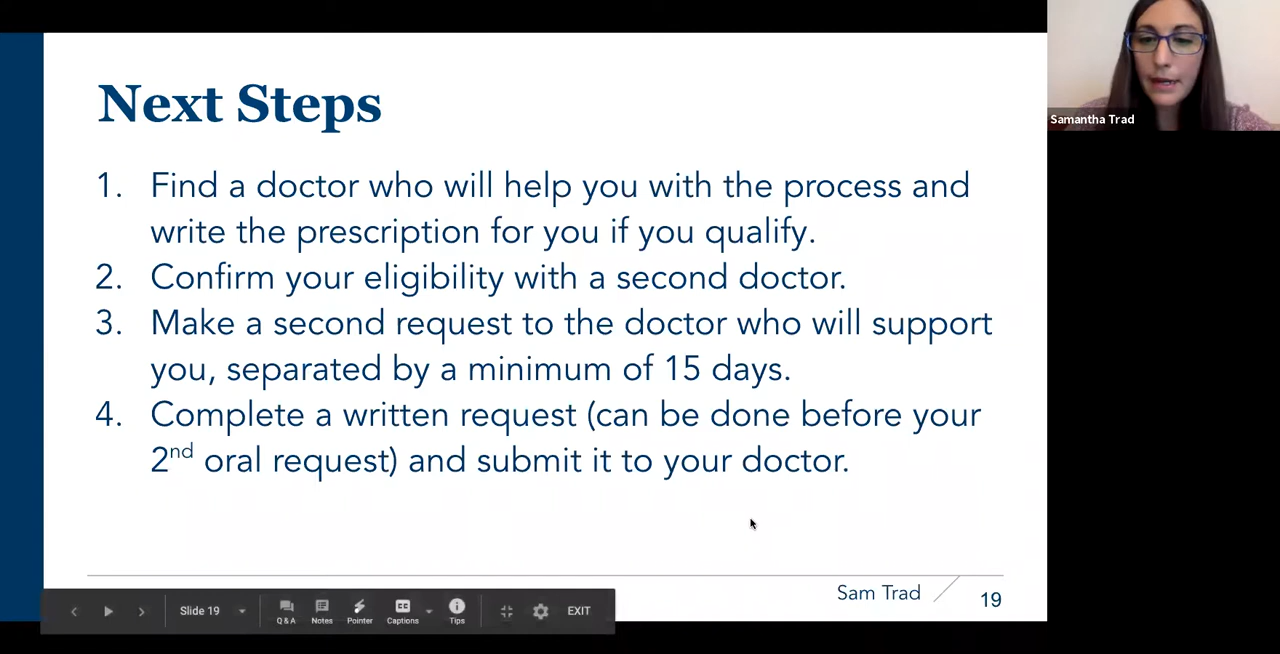 Next Steps
Samantha Trad
1. Find a doctor who will help you with the process and
write the prescription for you if you qualify.
2. Confirm your eligibility with a second doctor.
3. Make a second request to the doctor who will support
you, separated by a minimum of 15 days.
4. Complete a written request (can be done before your
2nd oral request) and submit it to your doctor.
Sam Trad
19
Slide 19
Q & A
Notes
Pointer
CC
Captions
Tips
EXIT